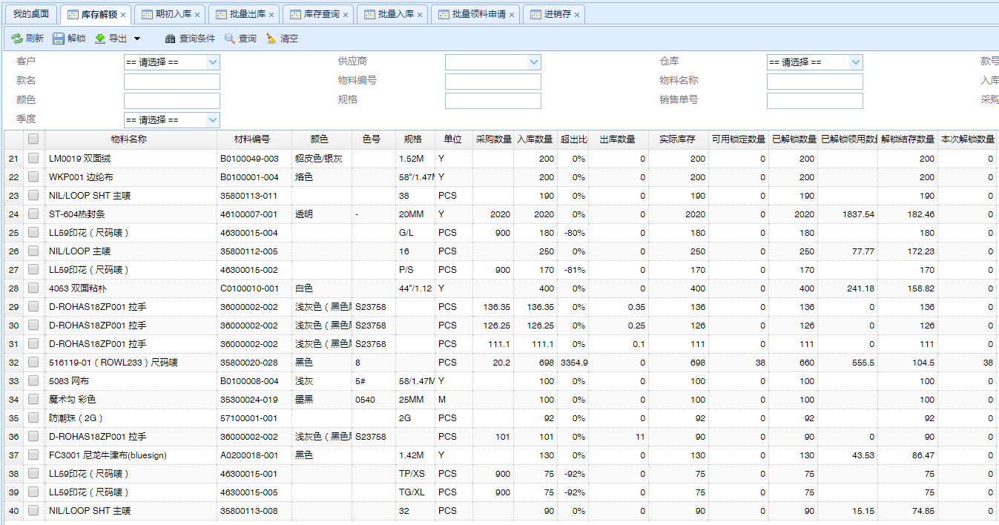 我的桌面 库存解锁 × 期初入库 × 批量出库 × 库存查询 × 批量入库 × 批量领料申请 × 进销存 ×
刷新 解锁 导出 查询条件 查询 清空
客户 == 请选择 == 供应商 仓库 == 请选择 == 款号
款名 物料编号 物料名称 入库
颜色 规格 销售单号 采购
季度 == 请选择 ==
物料名称 材料编号 颜色 色号 规格 单位 采购数量 入库数量 超出比 出库数量 实际库存 可用锁定数量 已解锁数量 已解锁领用数量 解锁结存数量 本次解锁数量
21 LM0019 双面绒 B0100049-003 貂皮色/银灰 1.52M Y 200 0% 0 200 0 200 200 0
22 WKP001 边纶布 B0100001-004 烙色 58"/1.47M Y 200 0% 0 200 0 200 200 0
23 NIL/LOOP SHT 主唛 35800113-011 38 PCS 190 0% 0 190 0 190 190 0
24 ST-604热封条 46100007-001 透明 - 20MM Y 2020 2020 0% 0 2020 0 2020 1837.54 182.46 0
25 LL59印花（尺码唛） 46300015-004 G/L PCS 900 180 -80% 0 180 0 180 180 0
26 NIL/LOOP 主唛 35800112-005 16 PCS 250 0% 0 250 0 250 77.77 172.23 0
27 LL59印花（尺码唛） 46300015-002 P/S PCS 900 170 -81% 0 170 0 170 170 0
28 4053 双面粘朴 C0100010-001 白色 44"/1.12 Y 400 0% 0 400 0 400 241.18 158.82 0
29 D-ROHAS18ZP001 拉手 36000002-002 浅灰色（黑色 S23758 PCS 136.35 136.35 0% 0.35 136 0 136 0 136 0
30 D-ROHAS18ZP001 拉手 36000002-002 浅灰色（黑色 S23758 PCS 126.25 126.25 0% 0.25 126 0 126 0 126 0
31 D-ROHAS18ZP001 拉手 36000002-002 浅灰色（黑色 S23758 PCS 111.1 111.1 0% 0.1 111 0 111 0 111 0
32 516119-01（ROWL233）尺码唛 35800020-028 黑色 8 PCS 20.2 698 3354.9 0 698 38 660 555.5 104.5 38
33 5083 网布 B0100008-004 浅灰 5# 58/1.47M Y 100 0% 0 100 0 100 100 0
34 魔术勾 彩色 35300024-019 墨黑 0540 25MM M 100 0% 0 100 0 100 100 0
35 防潮珠（2G） 57100001-001 2G PCS 92 0% 0 92 0 92 92 0
36 D-ROHAS18ZP001 拉手 36000002-002 浅灰色（黑色 S23758 PCS 101 101 0% 11 90 0 90 0 90 0
37 FC3001 尼龙牛津布(bluesign) A0200018-001 黑色 1.42M Y 130 0% 0 130 0 130 43.53 86.47 0
38 LL59印花（尺码唛） 46300015-001 TP/XS PCS 900 75 -92% 0 75 0 75 75 0
39 LL59印花（尺码唛） 46300015-005 TG/XL PCS 900 75 -92% 0 75 0 75 75 0
40 NIL/LOOP SHT 主唛 35800113-008 32 PCS 90 0% 0 90 0 90 15.15 74.85 0